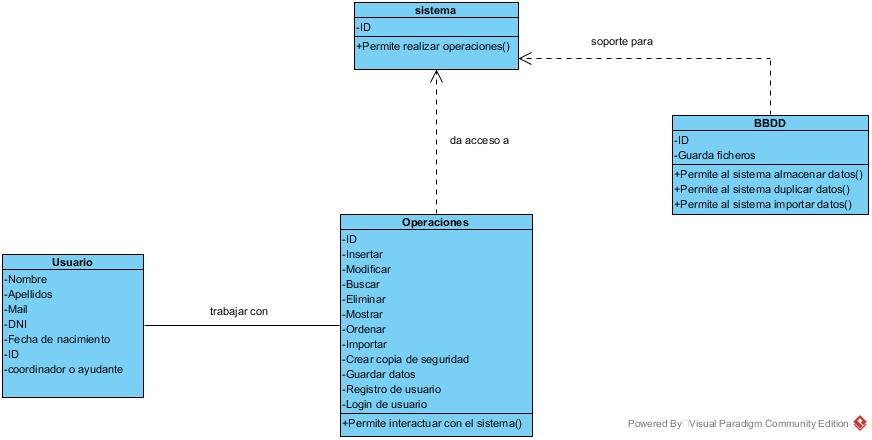 sistema
-ID
+Permite realizar operaciones()
soporte para
BBDD
-ID
-Guarda ficheros
+Permite al sistema almacenar datos()
+Permite al sistema duplicar datos()
+Permite al sistema importar datos()
da acceso a
Operaciones
-ID
-Insertar
-Modificar
-Buscar
-Eliminar
-Mostrar
-Ordenar
-Importar
-Crear copia de seguridad
-Guardar datos
-Registro de usuario
-Login de usuario
+Permite interactuar con el sistema()
Usuario
-Nombre
-Apellidos
-Mail
-DNI
-Fecha de nacimiento
-ID
-coordinador o ayudante
trabajar con
Powered By Visual Paradigm Community Edition